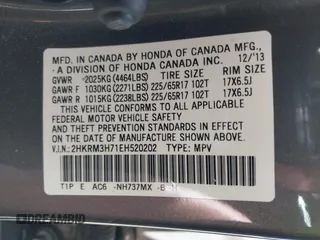 MFD. IN CANADA BY HONDA OF CANADA MFG.,
A DIVISION OF HONDA CANADA INC. 12/'13
GVWR 2025KG (4464LBS) TIRE SIZE RIM SIZE
GAWR F 1030KG (2271LBS) 225/65R17 102T 17X6.5J
GAWR R 1015KG (2238LBS) 225/65R17 102T 17X6.5J
THIS VEHICLE CONFORMS TO ALL APPLICABLE
FEDERAL MOTOR VEHICLE SAFETY AND
THEFT PREVENTION STANDARDS IN EFFECT
ON THE DATE OF MANUFACTURE SHOWN ABOVE.
V.I.N: 2HKRM3H71EH520202 TYPE: MPV
T1P E AC6 -NH737MX
DREAMBID